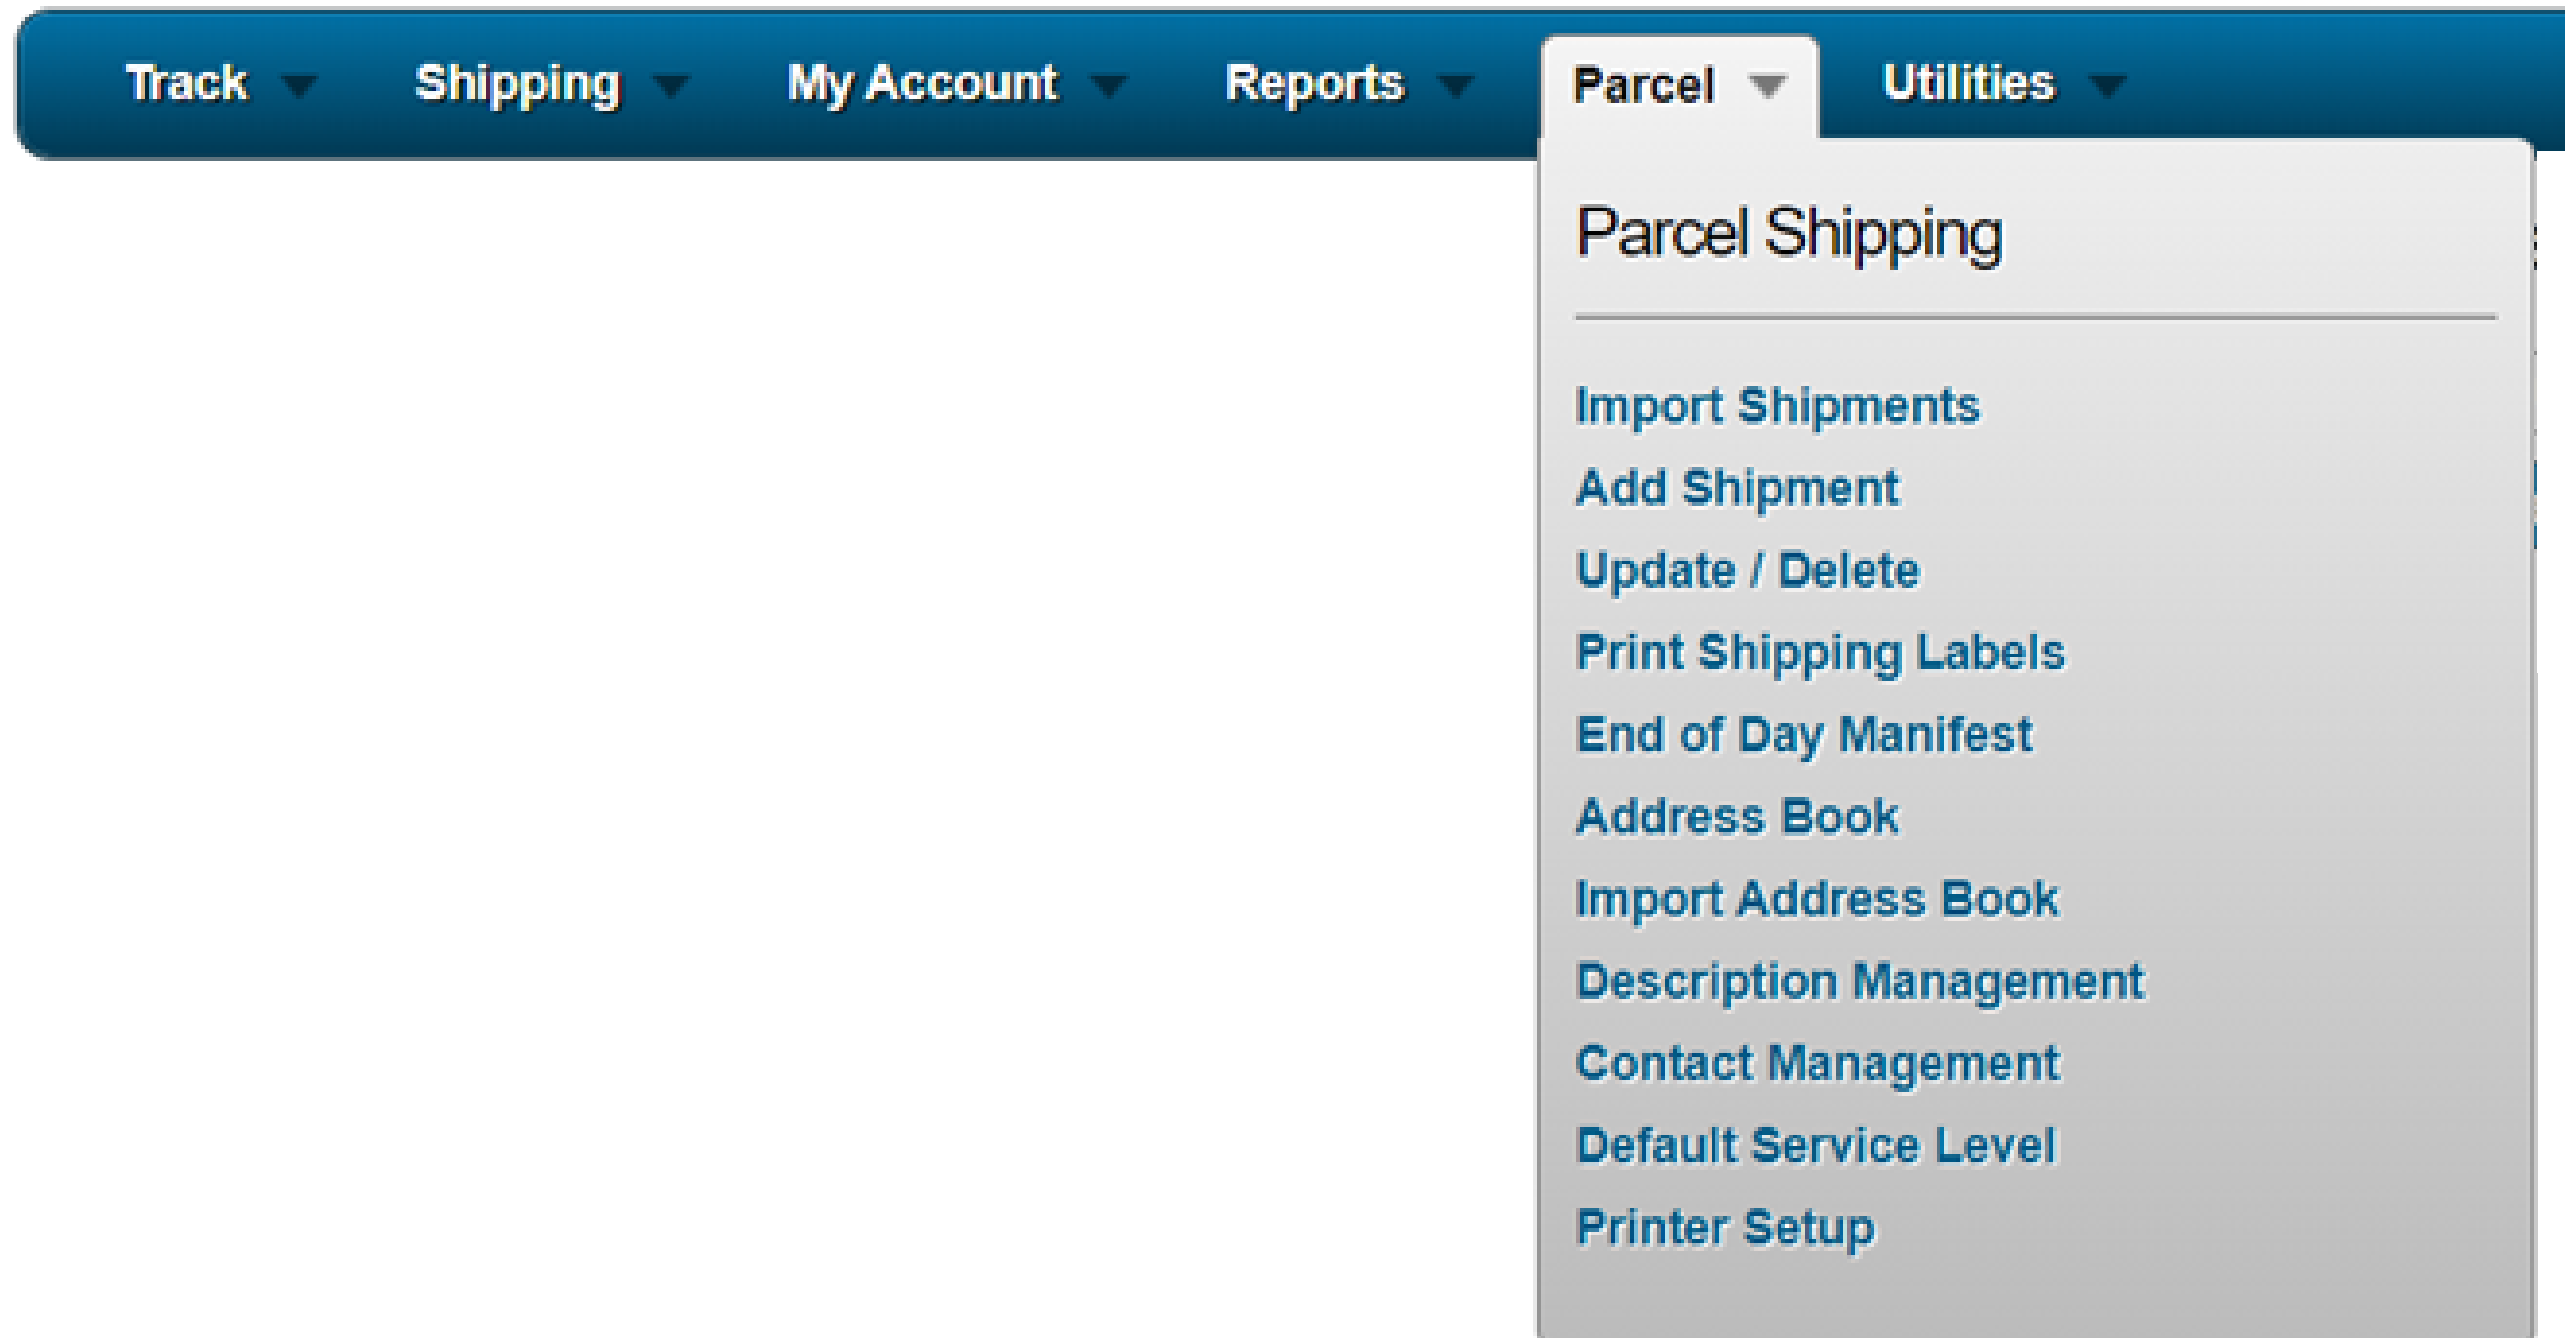 Track Shipping My Account Reports Parcel Utilities
Parcel Shipping
Import Shipments
Add Shipment
Update / Delete
Print Shipping Labels
End of Day Manifest
Address Book
Import Address Book
Description Management
Contact Management
Default Service Level
Printer Setup